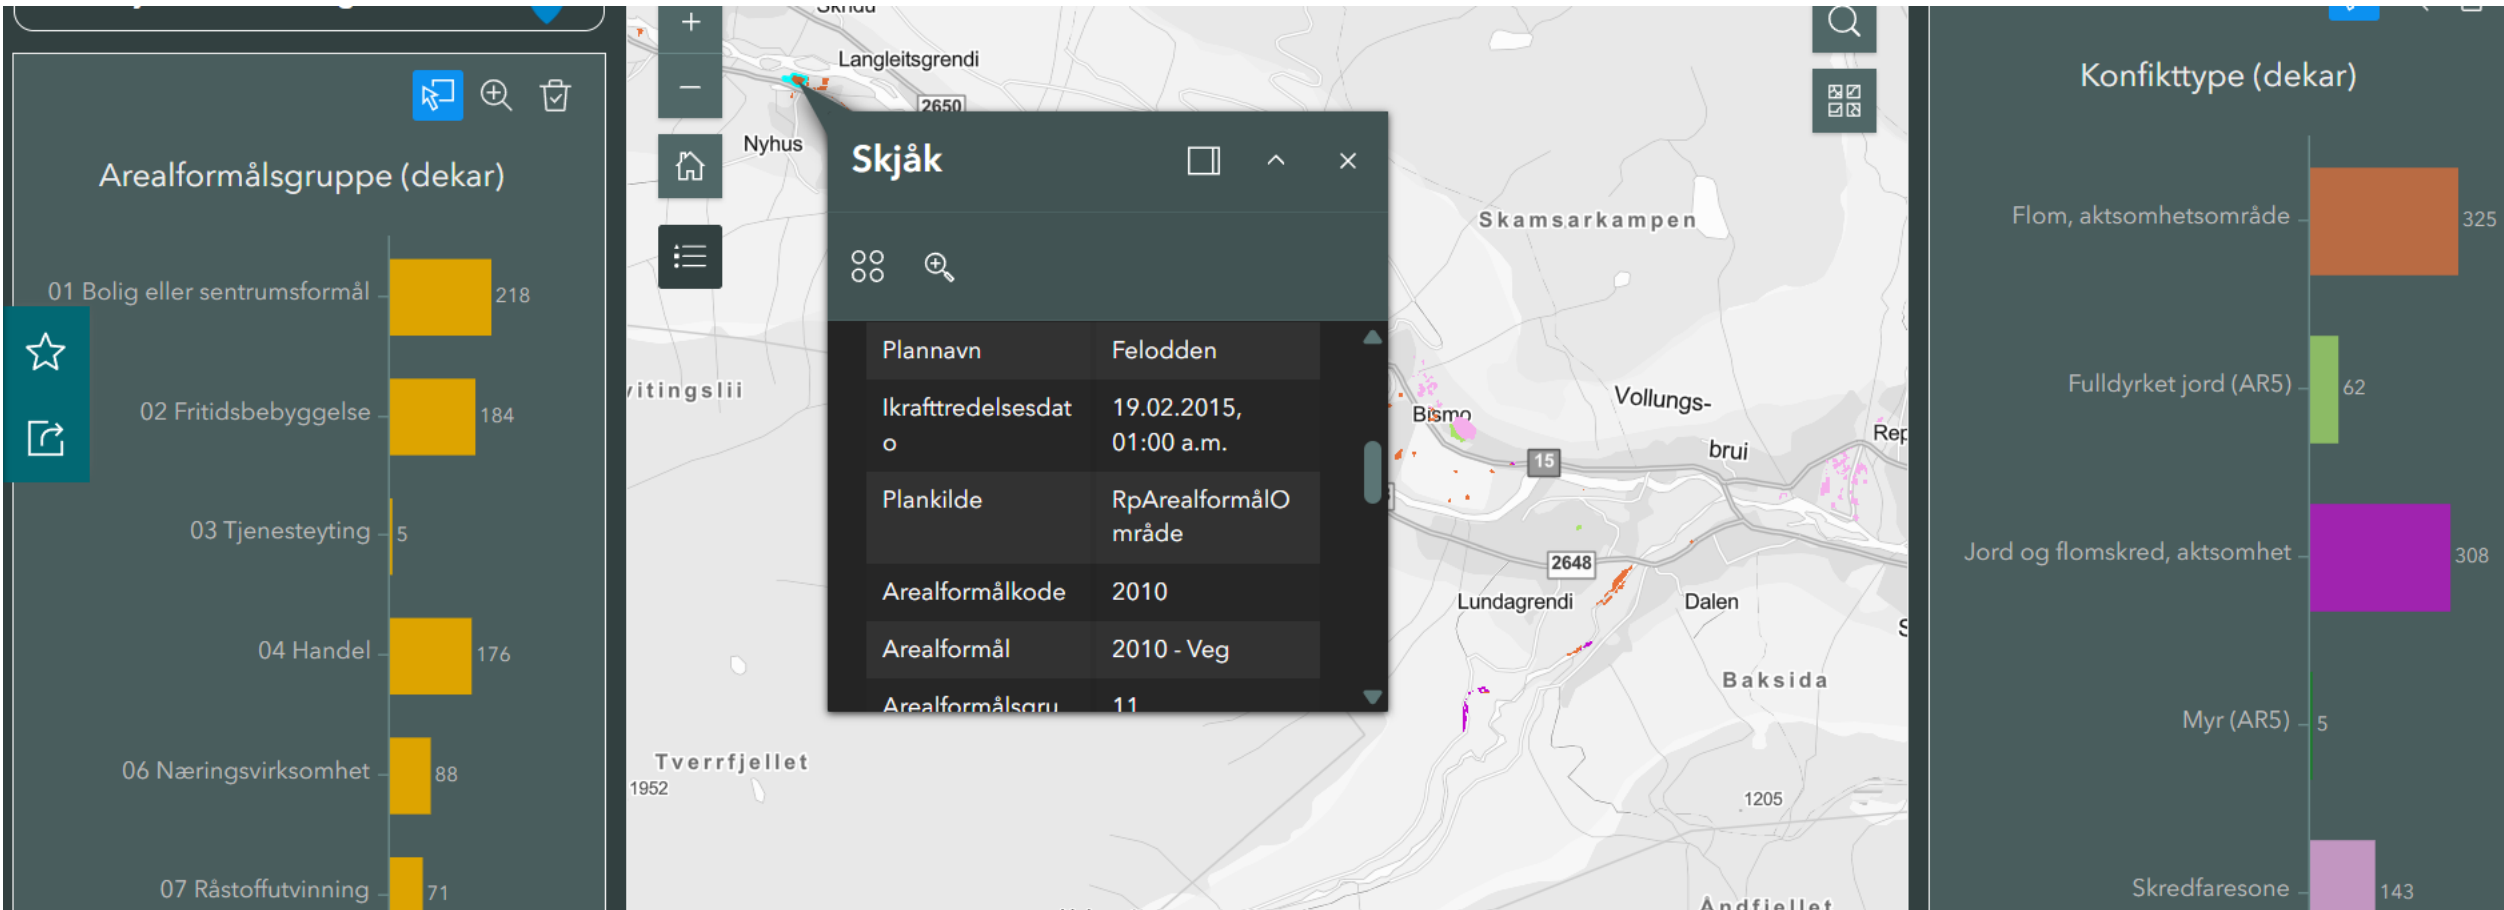 Arealformålsgruppe (dekar)
01 Bolig eller sentrumsformål
218
02 Fritidsbebyggelse
184
03 Tjenesteyting
5
04 Handel
176
06 Næringsvirksomhet
88
07 Råstoffutvinning
71
Langleitsgrendi
2650
Nyhus
Skjåk
Plannavn
Felodden
Ikrafttredelsesdat
o
19.02.2015,
01:00 a.m.
Plankilde
RpArealformålO
mråde
Arealformålkode
2010
Arealformål
2010 - Veg
Arealformålsgru
11
Skamsarkampen
Vollungs-
brui
Bismo
15
2648
Lundagrendi
Dalen
Baksida
Tverrfjellet
1952
1205
Åndfjellet
Konfikttype (dekar)
Flom, aktsomhetsområde
325
Fulldyrket jord (AR5)
62
Jord og flomskred, aktsomhet
308
Myr (AR5)
5
Skredfaresone
143